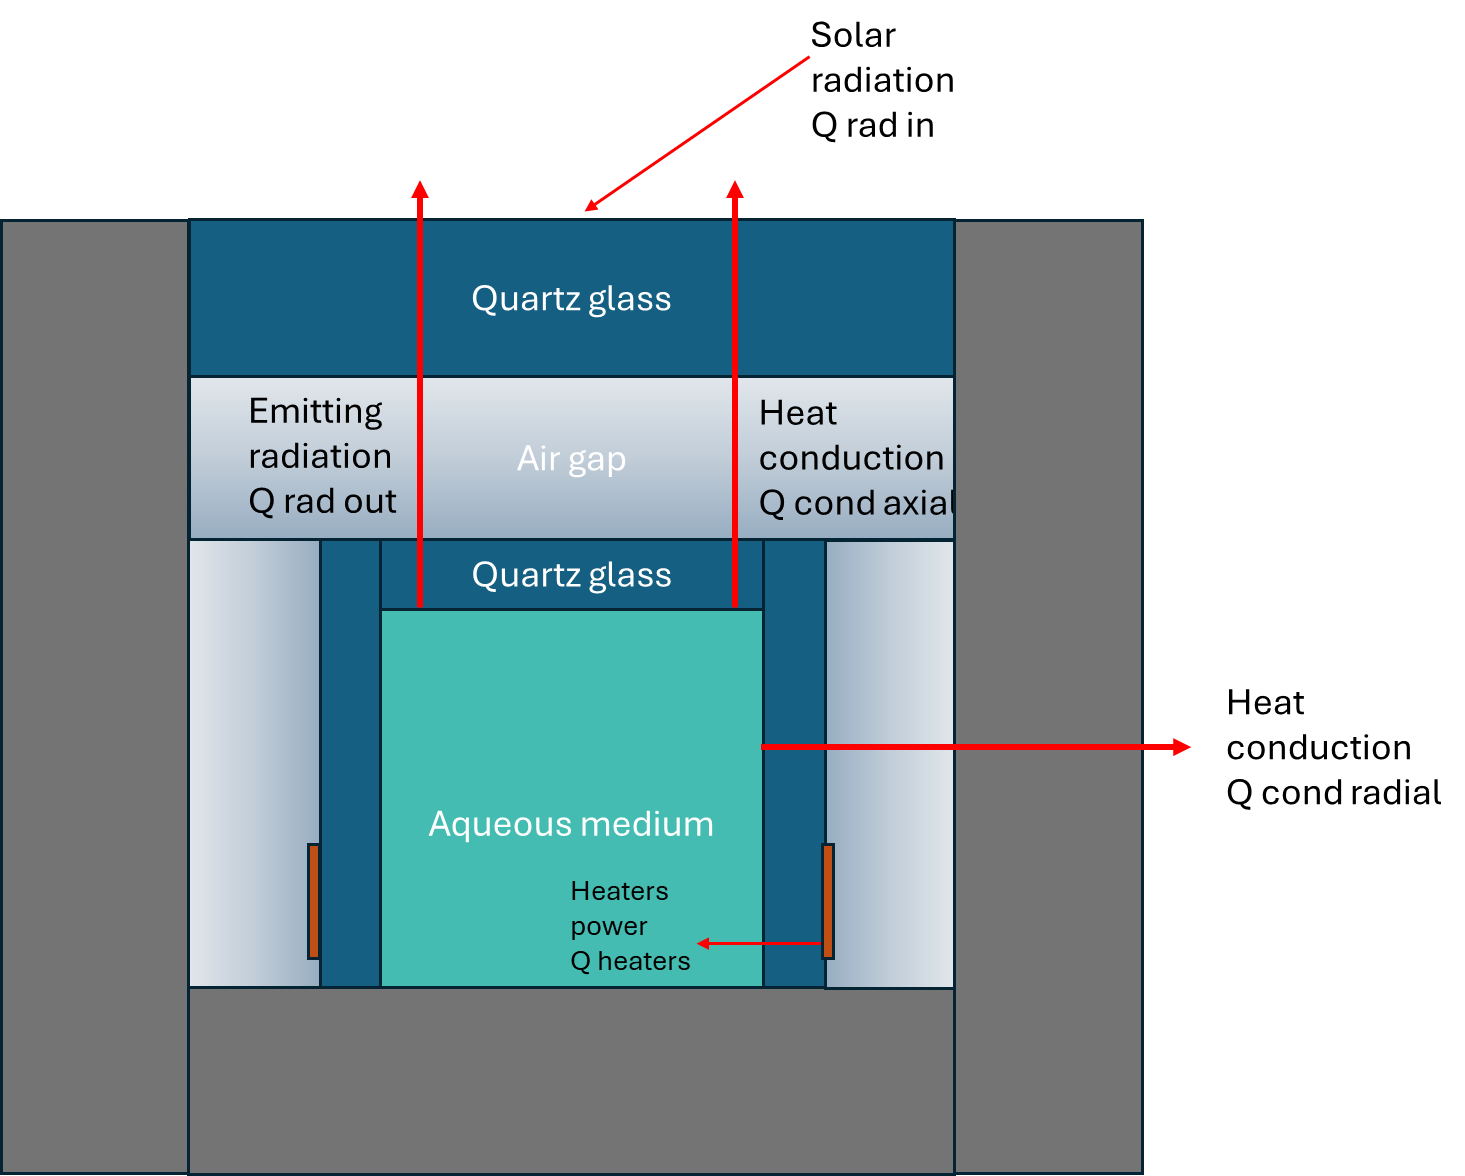 Solar
radiation
Q rad in
Quartz glass
Emitting
radiation
Q rad out
Air gap
Heat
conduction
Q cond axial
Quartz glass
Heat
conduction
Q cond radial
Aqueous medium
Heaters
power
Q heaters